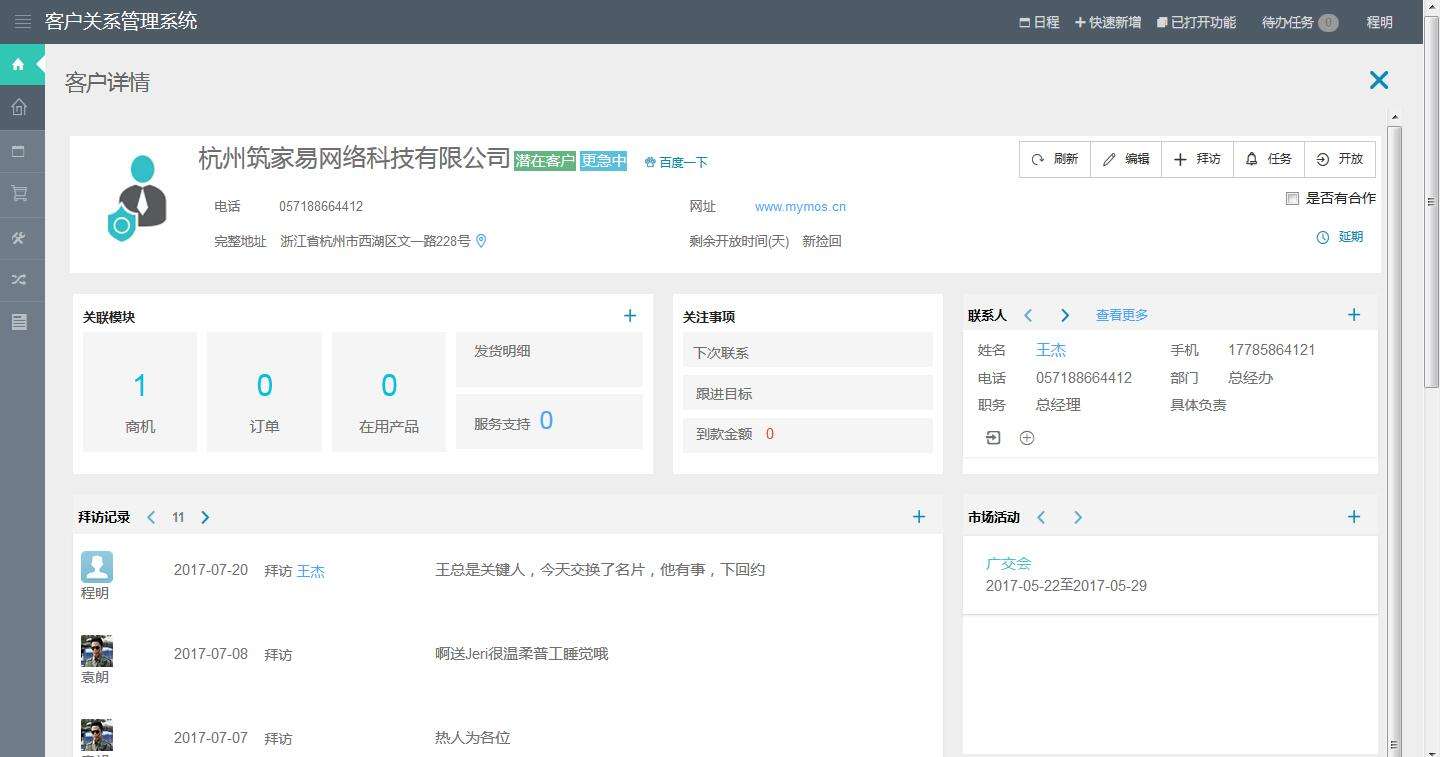 客户关系管理系统 日程 快速新增 已打开功能 待办任务 0 程明
客户详情
杭州筑家易网络科技有限公司 潜在客户 更急中 百度一下 刷新 编辑 拜访 任务 开放
是否有合作
电话 057188664412 网址 www.mymos.cn
完整地址 浙江省杭州市西湖区文一路228号 剩余开放时间(天) 新捡回 延期
关联模块
1 商机
0 订单
0 在用产品
发货明细
服务支持 0
关注事项
下次联系
跟进目标
到款金额 0
联系人 查看更多
姓名 王杰 手机 17785864121
电话 057188664412 部门 总经办
职务 总经理 具体负责
拜访记录 11
程明 2017-07-20 拜访 王杰 王总是关键人，今天交换了名片，他有事，下回约
袁朗 2017-07-08 拜访 啊送Jeri很温柔普工睡觉哦
2017-07-07 拜访 热人为各位
市场活动
广交会
2017-05-22至2017-05-29